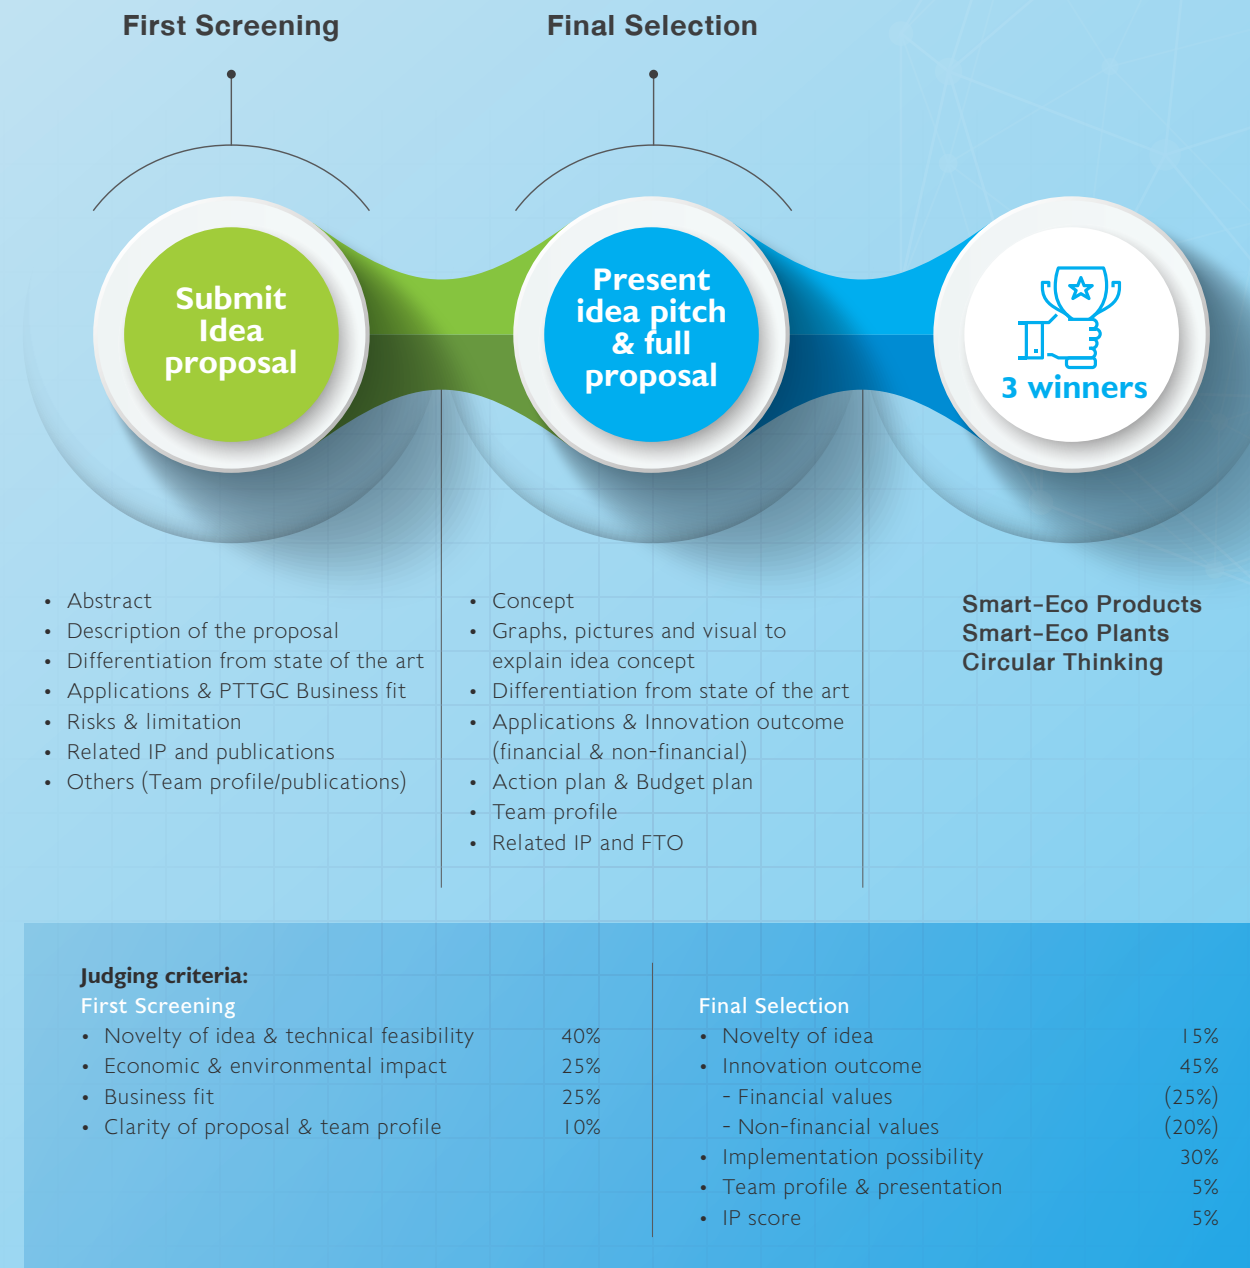 First Screening
Final Selection
Submit
Idea
proposal
Present
idea pitch
& full
proposal
3 winners
• Abstract
• Description of the proposal
• Differentiation from state of the art
• Applications & PTTGC Business fit
• Risks & limitation
• Related IP and publications
• Others (Team profile/publications)
• Concept
• Graphs, pictures and visual to
explain idea concept
• Differentiation from state of the art
• Applications & Innovation outcome
(financial & non-financial)
• Action plan & Budget plan
• Team profile
• Related IP and FTO
Smart-Eco Products
Smart-Eco Plants
Circular Thinking
Judging criteria:
First Screening
• Novelty of idea & technical feasibility 40%
• Economic & environmental impact 25%
• Business fit 25%
• Clarity of proposal & team profile 10%
Final Selection
• Novelty of idea 15%
• Innovation outcome 45%
- Financial values (25%)
- Non-financial values (20%)
• Implementation possibility 30%
• Team profile & presentation 5%
• IP score 5%